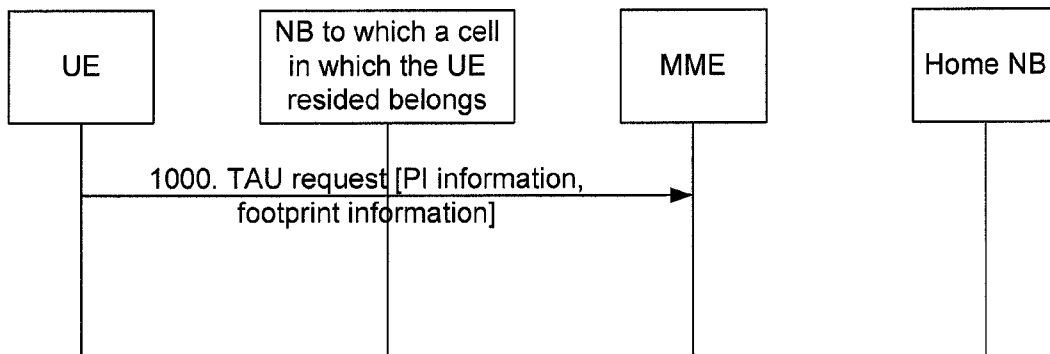 UE
NB to which a cell
in which the UE
resided belongs
MME
Home NB
1000. TAU request [PI information,
footprint information]